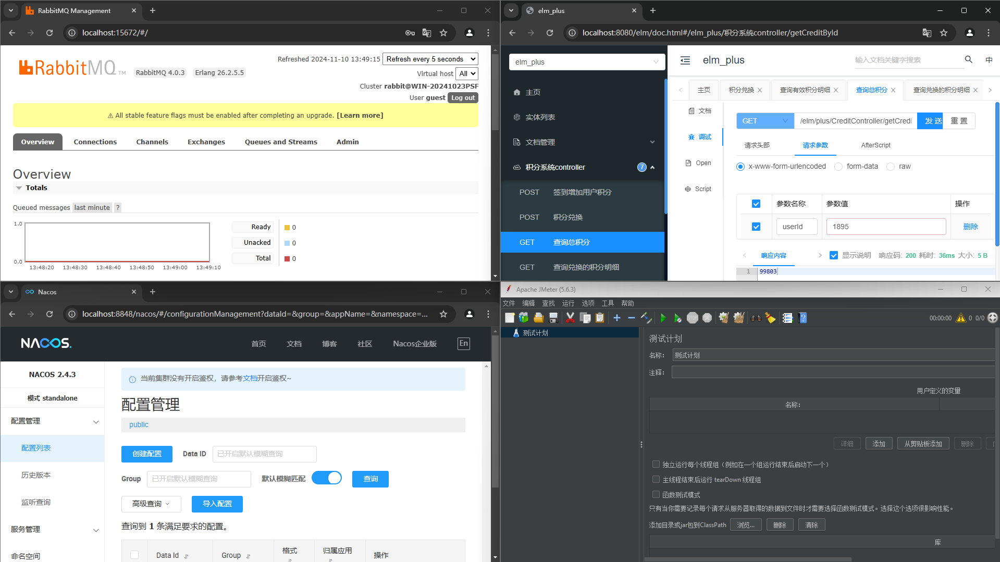 RabbitMQ Management
localhost:15672/#/
RabbitMQ TM
RabbitMQ 4.0.3
Erlang 26.2.5.5
Refreshed 2024-11-10 13:49:15
Refresh every 5 seconds
Virtual host All
Cluster rabbit@WIN-20241023PSF
User guest Log out
⚠ All stable feature flags must be enabled after completing an upgrade. [Learn more]
Overview Connections Channels Exchanges Queues and Streams Admin
Overview
Totals
Queued messages last minute ?
1.0
0.0
13:48:20 13:48:30 13:48:40 13:48:50 13:49:00 13:49:10
Ready 0
Unacked 0
Total 0
elm_plus
localhost:8080/elm/doc.html#/elm_plus/积分系统controller/getCreditById
elm_plus
主页
实体列表
文档管理
积分系统controller 7
POST 签到增加用户积分
POST 积分兑换
GET 查询总积分
GET 查询兑换的积分明细
elm_plus
输入文档关键字搜索
中
主页 积分兑换 查询有效积分明细 查询总积分 查询兑换的积分明细
文档
调试
Open
Script
GET /elm/plus/CreditController/getCredi 发 送 重 置
请求头部 请求参数 AfterScript
x-www-form-urlencoded form-data raw
参数名称 参数值 操作
userId 1895 删除
响应内容 显示说明 响应码: 200 耗时: 36ms 大小: 5 B
1 99803
Nacos
localhost:8848/nacos/#/configurationManagement?dataId=&group=&appName=&namespace=...
NACOS.
首页 文档 博客 社区 Nacos企业版 En
NACOS 2.4.3
模式 standalone
配置管理
配置列表
历史版本
监听查询
服务管理
命名空间
当前集群没有开启鉴权，请参考文档开启鉴权~
配置管理
public
创建配置 Data ID 已开启默认模糊查询
Group 已开启默认模糊查询 默认模糊匹配 查询
高级查询 导入配置
查询到 1 条满足要求的配置。
Data Id Group 格式 归属应用 操作
Apache JMeter (5.6.3)
文件 编辑 查找 运行 选项 工具 帮助
00:00:00 0 0/0
测试计划
测试计划
名称： 测试计划
注释：
用户定义的变量
名称：
详细 添加 从剪贴板添加 删除
独立运行每个线程组（例如在一个组运行结束后启动下一个）
主线程结束后运行 tearDown 线程组
函数测试模式
只有当你需要记录每个请求从服务器取得的数据到文件时才需要选择函数测试模式。选择这个选项很影响性能。
添加目录或jar包到ClassPath 浏览... 删除 清除
库